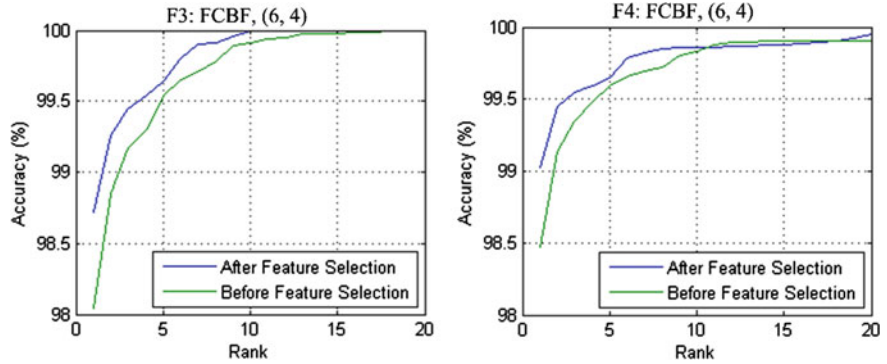 F3: FCBF, (6, 4)
100
99.5
99
98.5
98
Accuracy (%)
After Feature Selection
Before Feature Selection
0 5 10 15 20
Rank
F4: FCBF, (6, 4)
100
99.5
99
98.5
98
Accuracy (%)
After Feature Selection
Before Feature Selection
0 5 10 15 20
Rank